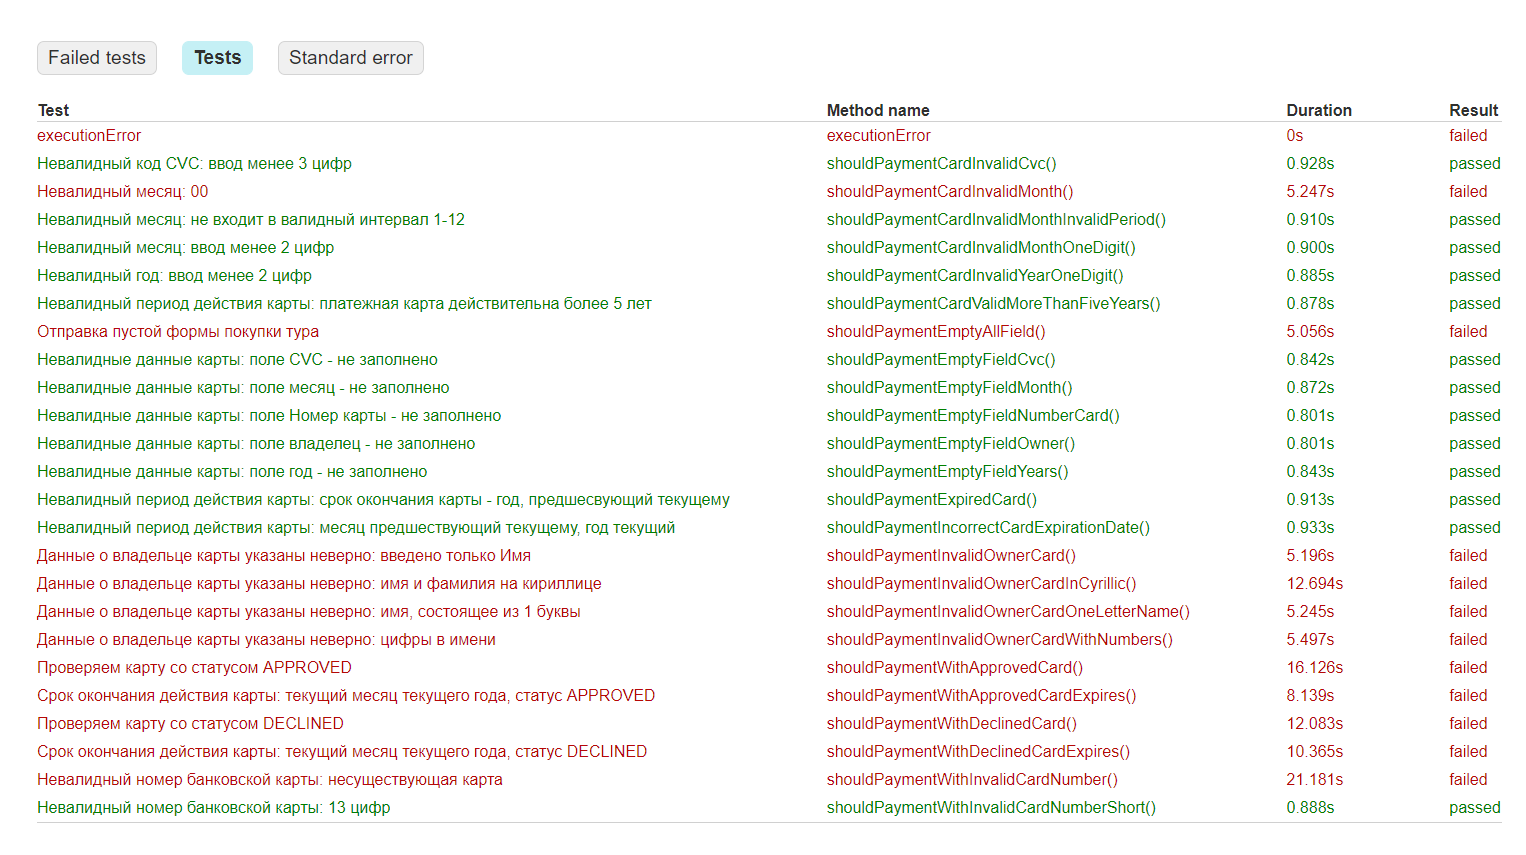 Failed tests Tests Standard error
Test Method name Duration Result
executionError executionError 0s failed
Невалидный код CVC: ввод менее 3 цифр shouldPaymentCardInvalidCvc() 0.928s passed
Невалидный месяц: 00 shouldPaymentCardInvalidMonth() 5.247s failed
Невалидный месяц: не входит в валидный интервал 1-12 shouldPaymentCardInvalidMonthInvalidPeriod() 0.910s passed
Невалидный месяц: ввод менее 2 цифр shouldPaymentCardInvalidMonthOneDigit() 0.900s passed
Невалидный год: ввод менее 2 цифр shouldPaymentCardInvalidYearOneDigit() 0.885s passed
Невалидный период действия карты: платежная карта действительна более 5 лет shouldPaymentCardValidMoreThanFiveYears() 0.878s passed
Отправка пустой формы покупки тура shouldPaymentEmptyAllField() 5.056s failed
Невалидные данные карты: поле CVC - не заполнено shouldPaymentEmptyFieldCvc() 0.842s passed
Невалидные данные карты: поле месяц - не заполнено shouldPaymentEmptyFieldMonth() 0.872s passed
Невалидные данные карты: поле Номер карты - не заполнено shouldPaymentEmptyFieldNumberCard() 0.801s passed
Невалидные данные карты: поле владелец - не заполнено shouldPaymentEmptyFieldOwner() 0.801s passed
Невалидные данные карты: поле год - не заполнено shouldPaymentEmptyFieldYears() 0.843s passed
Невалидный период действия карты: срок окончания карты - год, предшесвующий текущему shouldPaymentExpiredCard() 0.913s passed
Невалидный период действия карты: месяц предшествующий текущему, год текущий shouldPaymentIncorrectCardExpirationDate() 0.933s passed
Данные о владельце карты указаны неверно: введено только Имя shouldPaymentInvalidOwnerCard() 5.196s failed
Данные о владельце карты указаны неверно: имя и фамилия на кириллице shouldPaymentInvalidOwnerCardInCyrillic() 12.694s failed
Данные о владельце карты указаны неверно: имя, состоящее из 1 буквы shouldPaymentInvalidOwnerCardOneLetterName() 5.245s failed
Данные о владельце карты указаны неверно: цифры в имени shouldPaymentInvalidOwnerCardWithNumbers() 5.497s failed
Проверяем карту со статусом APPROVED shouldPaymentWithApprovedCard() 16.126s failed
Срок окончания действия карты: текущий месяц текущего года, статус APPROVED shouldPaymentWithApprovedCardExpires() 8.139s failed
Проверяем карту со статусом DECLINED shouldPaymentWithDeclinedCard() 12.083s failed
Срок окончания действия карты: текущий месяц текущего года, статус DECLINED shouldPaymentWithDeclinedCardExpires() 10.365s failed
Невалидный номер банковской карты: несуществующая карта shouldPaymentWithInvalidCardNumber() 21.181s failed
Невалидный номер банковской карты: 13 цифр shouldPaymentWithInvalidCardNumberShort() 0.888s passed